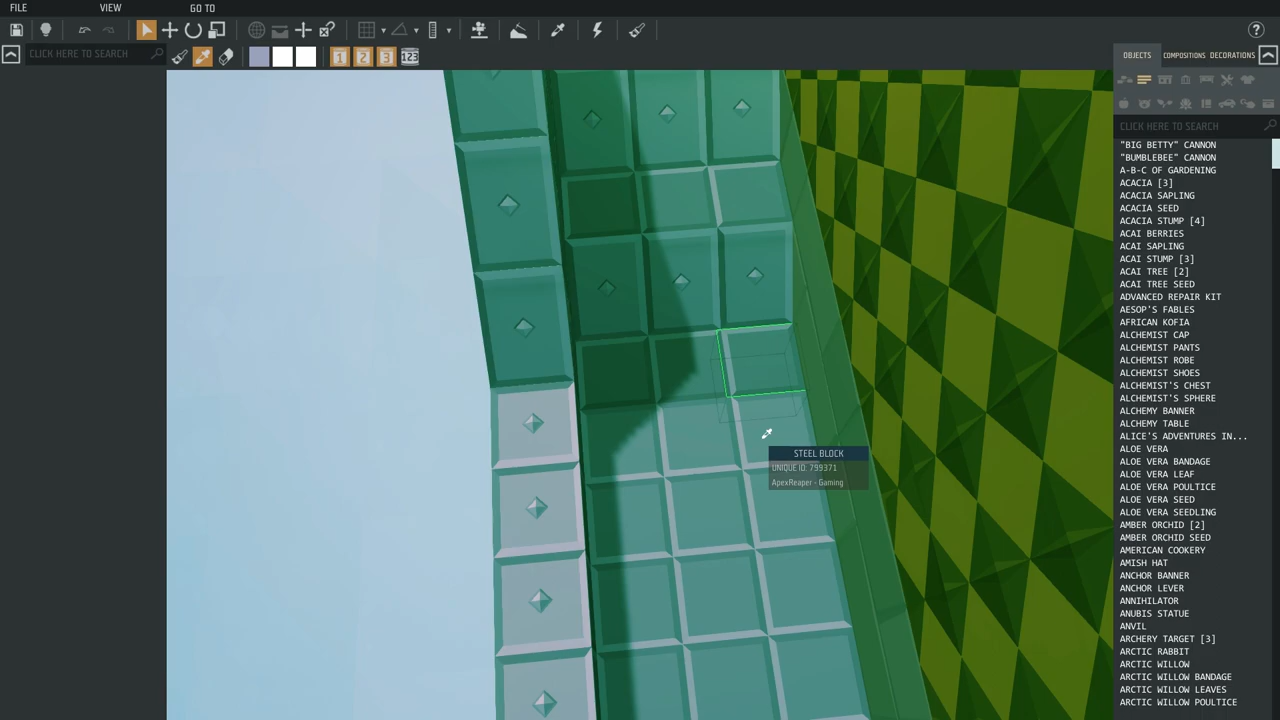 FILE VIEW GO TO
CLICK HERE TO SEARCH
1 2 3 123
OBJECTS COMPOSITIONS DECORATIONS
CLICK HERE TO SEARCH
"BIG BETTY" CANNON
"BUMBLEBEE" CANNON
A-B-C OF GARDENING
ACACIA [3]
ACACIA SAPLING
ACACIA SEED
ACACIA STUMP [4]
ACAI BERRIES
ACAI SAPLING
ACAI STUMP [3]
ACAI TREE [2]
ACAI TREE SEED
ADVANCED REPAIR KIT
AESOP'S FABLES
AFRICAN KOFIA
ALCHEMIST CAP
ALCHEMIST PANTS
ALCHEMIST ROBE
ALCHEMIST SHOES
ALCHEMIST'S CHEST
ALCHEMIST'S SPHERE
ALCHEMY BANNER
ALCHEMY TABLE
ALICE'S ADVENTURES IN...
ALOE VERA
ALOE VERA BANDAGE
ALOE VERA LEAF
ALOE VERA POULTICE
ALOE VERA SEED
ALOE VERA SEEDLING
AMBER ORCHID [2]
AMBER ORCHID SEED
AMERICAN COOKERY
AMISH HAT
ANCHOR BANNER
ANCHOR LEVER
ANNIHILATOR
ANUBIS STATUE
ANVIL
ARCHERY TARGET [3]
ARCTIC RABBIT
ARCTIC WILLOW
ARCTIC WILLOW BANDAGE
ARCTIC WILLOW LEAVES
ARCTIC WILLOW POULTICE
STEEL BLOCK
UNIQUE ID: 799371
ApexReaper - Gaming